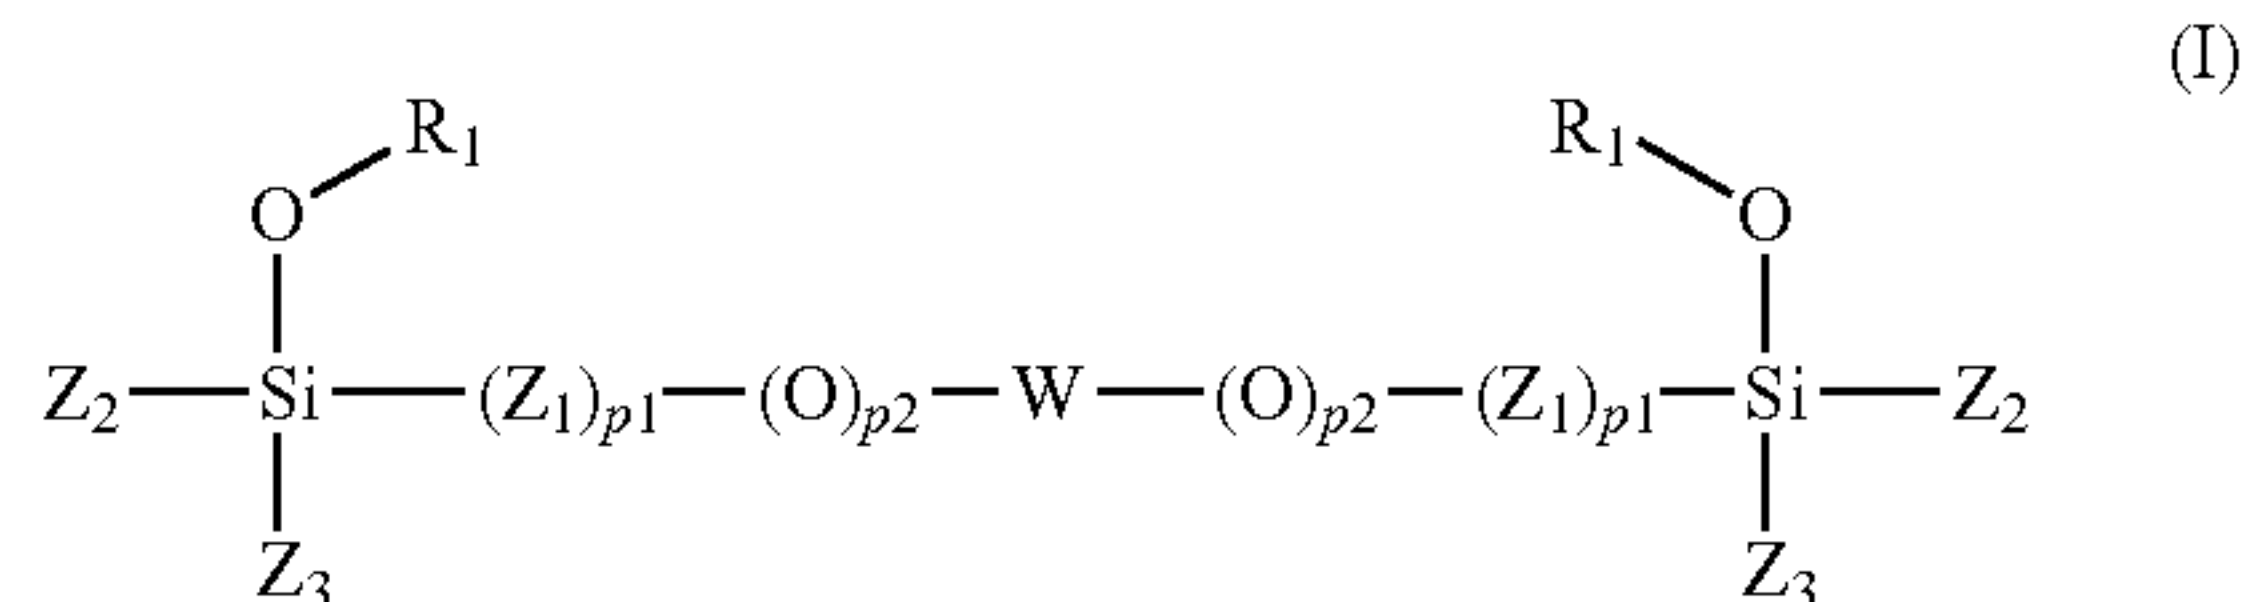 (I)
R1 R1
O O
Z2—Si—(Z1)p1—(O)p2—W—(O)p2—(Z1)p1—Si—Z2
Z3 Z3